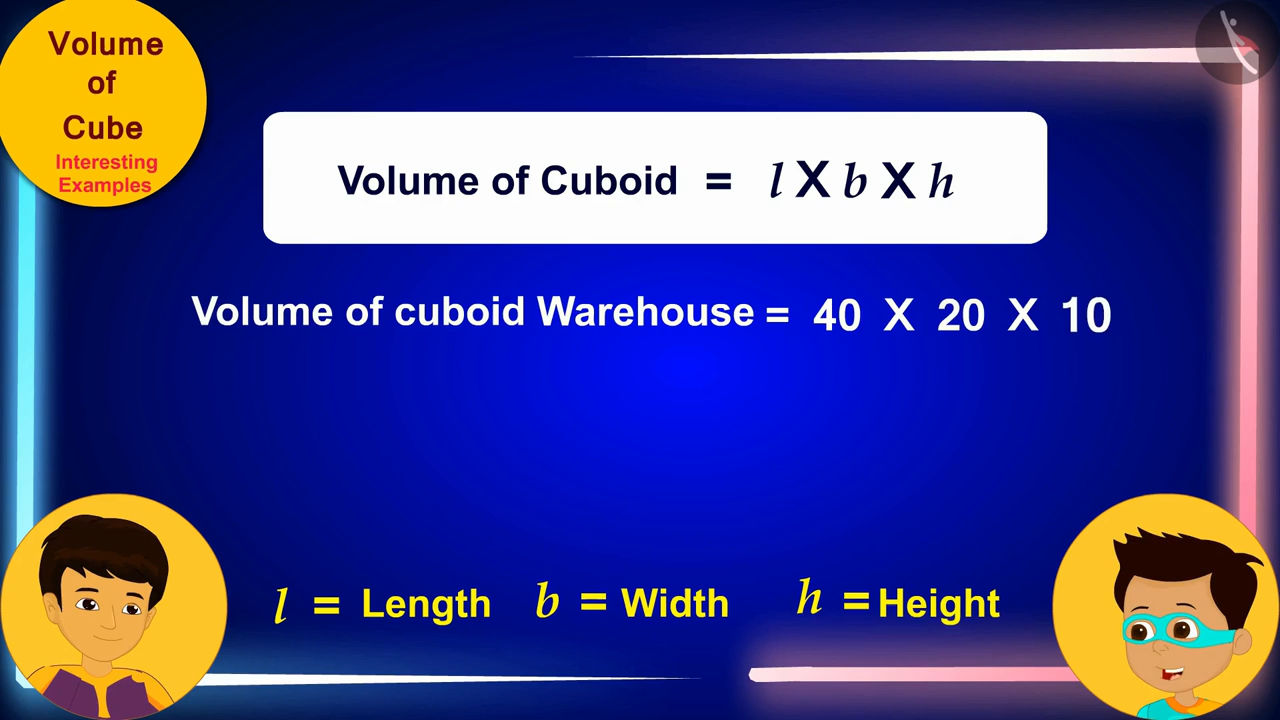 Volume
of
Cube
Interesting
Examples
Volume of Cuboid = l X b X h
Volume of cuboid Warehouse = 40 X 20 X 10
l = Length b = Width h = Height